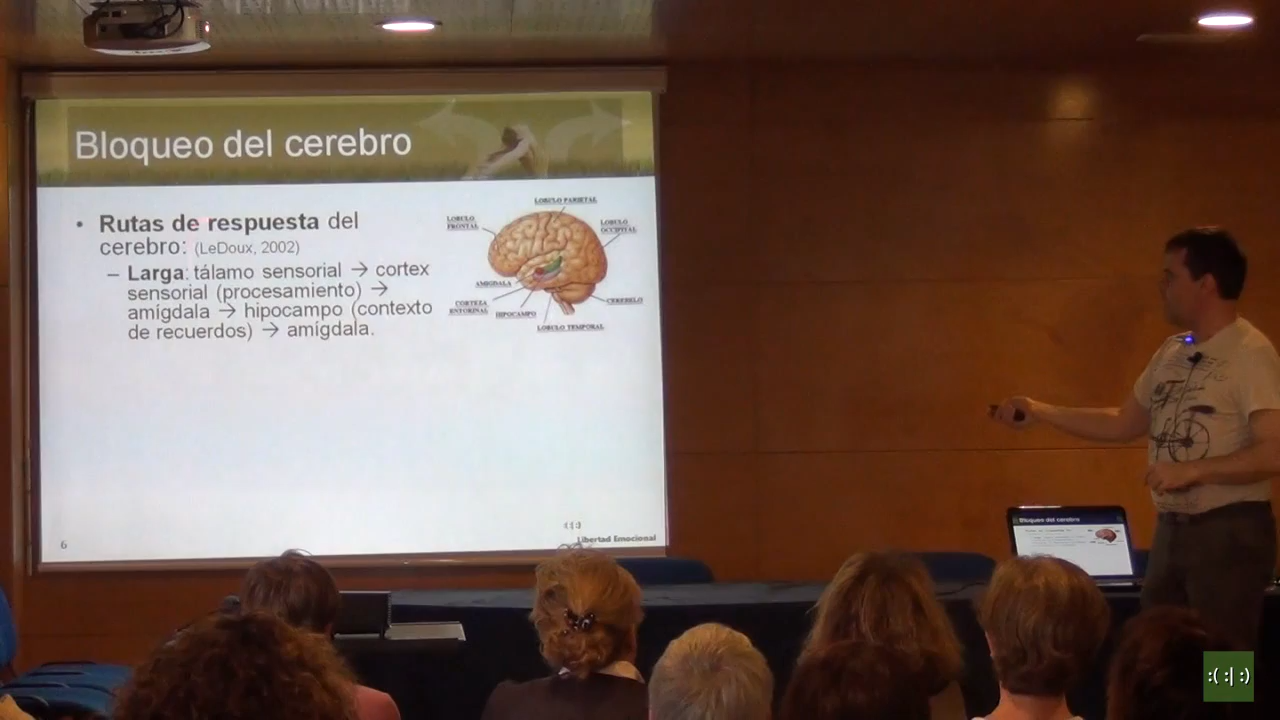 Bloqueo del cerebro
• Rutas de respuesta del
cerebro: (LeDoux, 2002)
– Larga: tálamo sensorial → cortex
sensorial (procesamiento) →
amígdala → hipocampo (contexto
de recuerdos) → amígdala.
LOBULO PARIETAL
LOBULO
FRONTAL
LOBULO
OCCIPITAL
AMIGDALA
CORTEZA
ENTORINAL
HIPOCAMPO
CEREBELO
LOBULO TEMPORAL
6
Libertad Emocional
Bloqueo del cerebro
:( :| :)